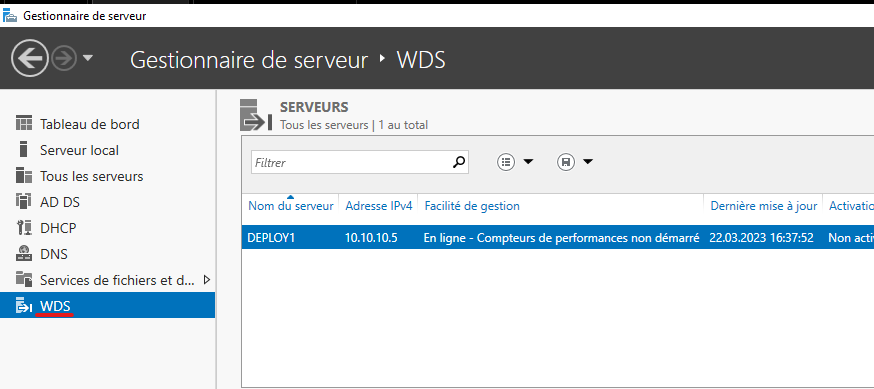 Gestionnaire de serveur
Gestionnaire de serveur ‣ WDS
Tableau de bord
Serveur local
Tous les serveurs
AD DS
DHCP
DNS
Services de fichiers et d...
WDS
SERVEURS
Tous les serveurs | 1 au total
Filtrer
Nom du serveur Adresse IPv4 Facilité de gestion Dernière mise à jour Activatio
DEPLOY1 10.10.10.5 En ligne - Compteurs de performances non démarré 22.03.2023 16:37:52 Non activ